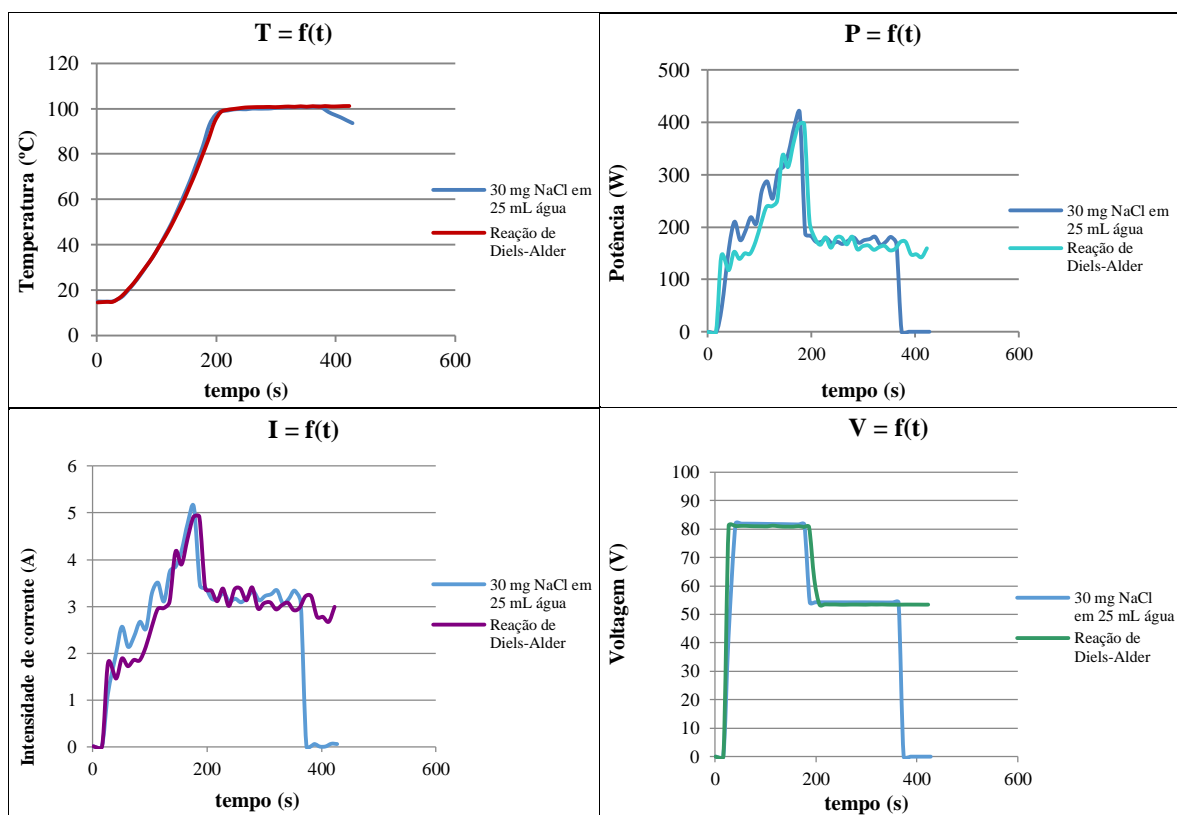 T = f(t)
Temperatura (ºC)
120
100
80
60
40
20
0
0 200 400 600
tempo (s)
30 mg NaCl em
25 mL água
Reação de
Diels-Alder
P = f(t)
Potência (W)
500
400
300
200
100
0
0 200 400 600
tempo (s)
30 mg NaCl em
25 mL água
Reação de
Diels-Alder
I = f(t)
Intensidade de corrente (A)
6
5
4
3
2
1
0
0 200 400 600
tempo (s)
30 mg NaCl em
25 mL água
Reação de
Diels-Alder
V = f(t)
Voltagem (V)
100
90
80
70
60
50
40
30
20
10
0
0 200 400 600
tempo (s)
30 mg NaCl
em 25 mL água
Reação de
Diels-Alder